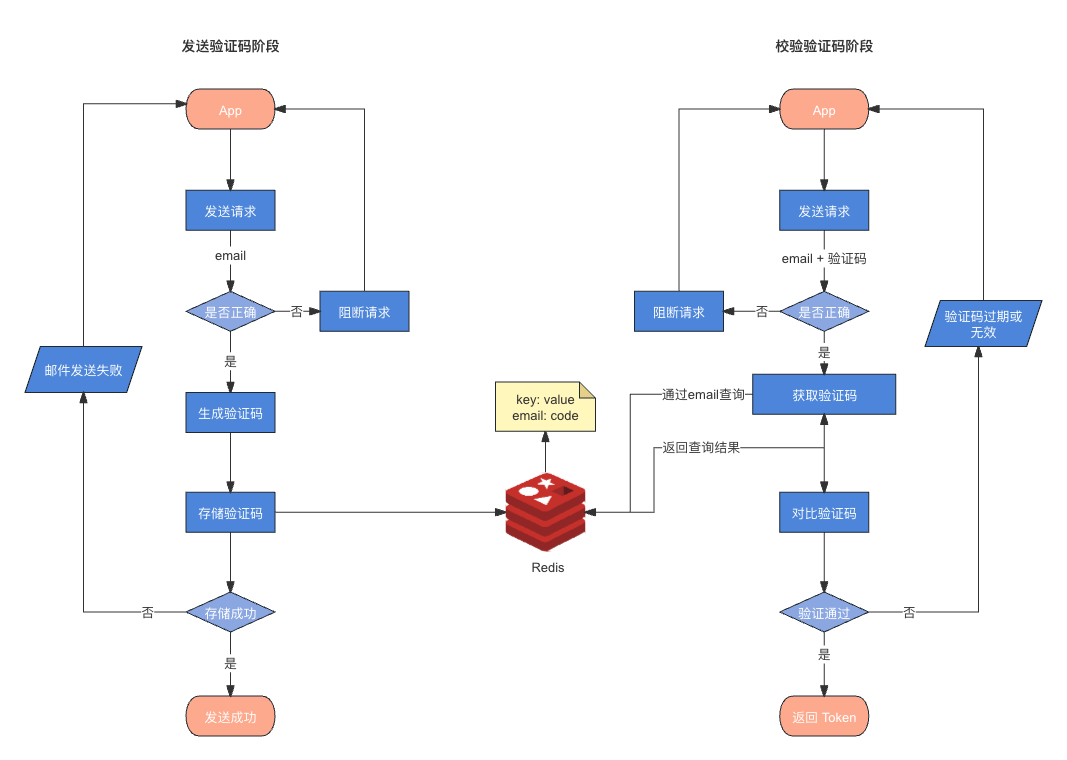 发送验证码阶段
App
发送请求
email
是否正确
否
阻断请求
是
邮件发送失败
生成验证码
存储验证码
否
存储成功
是
发送成功
key: value
email: code
Redis
校验验证码阶段
App
发送请求
email + 验证码
阻断请求
否
是否正确
验证码过期或
无效
是
通过email查询
获取验证码
返回查询结果
对比验证码
验证通过
否
是
返回 Token